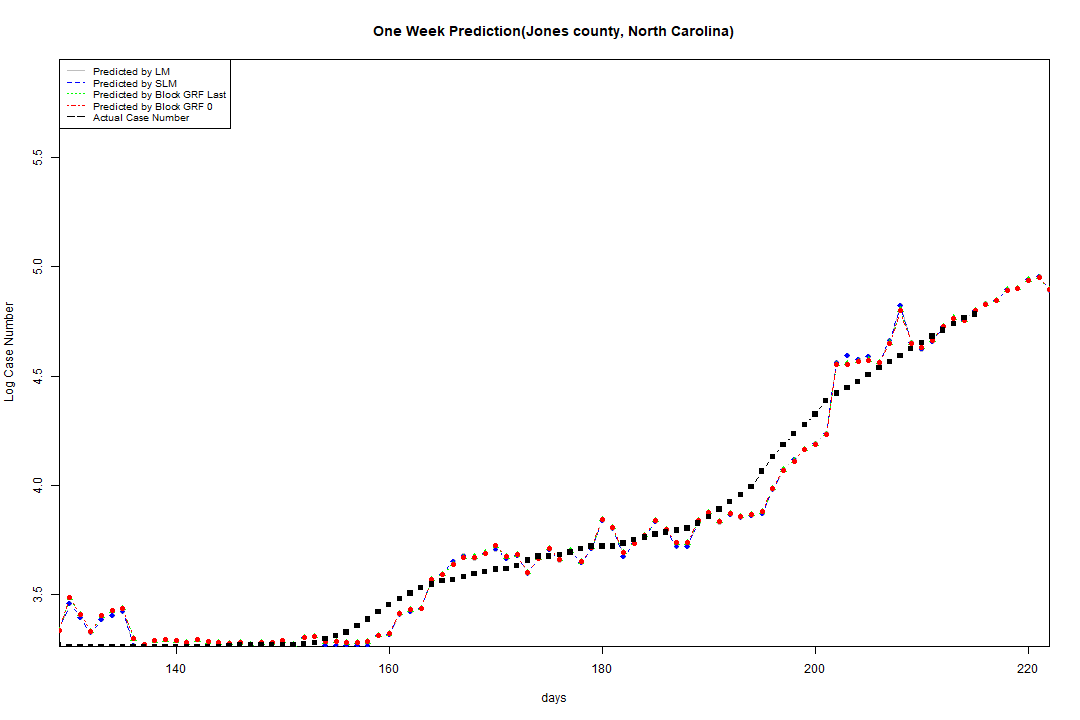 One Week Prediction(Jones county, North Carolina)
Predicted by LM
Predicted by SLM
Predicted by Block GRF Last
Predicted by Block GRF 0
Actual Case Number
5.5
5.0
4.5
4.0
3.5
Log Case Number
140 160 180 200 220
days